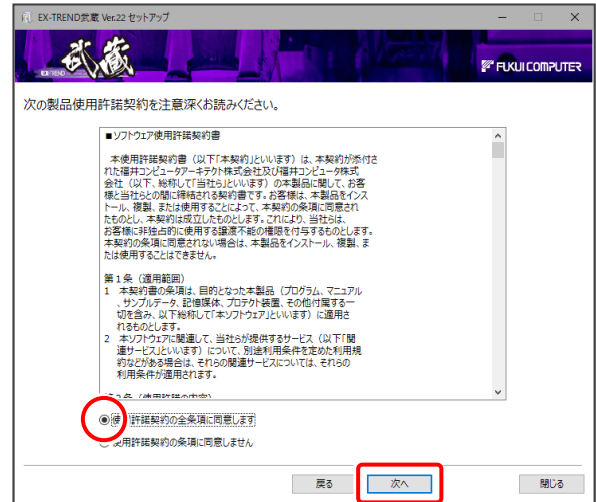 EX-TREND武蔵 Ver.22 セットアップ
EX-TREND 武蔵
FUKUI COMPUTER
次の製品使用許諾契約を注意深くお読みください。
■ソフトウェア使用許諾契約書
本使用許諾契約書(以下「本契約」といいます)は、本契約が添付さ
れた福井コンピュータアーキテクト株式会社及び福井コンピュータ株式
会社(以下、総称して「当社ら」といいます)の本製品に関して、お客
様と当社らとの間に締結される契約書です。お客様は、本製品をインス
トール、複製、または使用することによって、本契約の条項に同意され
たものとし、本契約は成立したものとします。これにより、当社らは、
お客様に非独占的に使用する譲渡不能の権限を付与するものとします。
本契約の条項に同意されない場合は、本製品をインストール、複製、ま
たは使用することはできません。
第1条(適用範囲)
1 本契約書の条項は、目的となった本製品(プログラム、マニュアル
、サンプルデータ、記憶媒体、プロテクト装置、その他付属する一
切を含み、以下総称して「本ソフトウェア」といいます)に適用さ
れるものとします。
2 本ソフトウェアに関連して、当社らが提供するサービス(以下「関
連サービス」といいます)について、別途利用条件を定めた利用規
約などがある場合は、それらの関連サービスについては、それらの
利用条件が適用されます。
使用許諾契約の全条項に同意します
使用許諾契約の条項に同意しません
戻る 次へ 閉じる